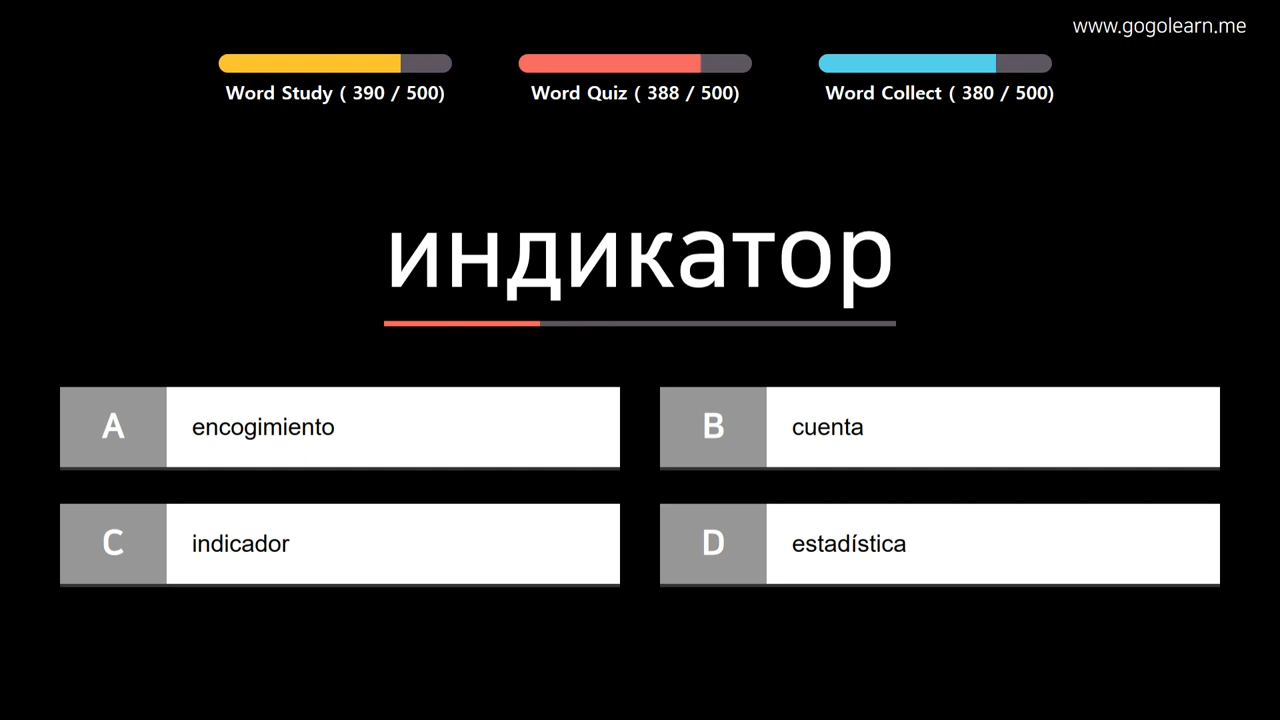 www.gogolearn.me
Word Study ( 390 / 500)
Word Quiz ( 388 / 500)
Word Collect ( 380 / 500)
индикатор
A encogimiento
B cuenta
C indicador
D estadística